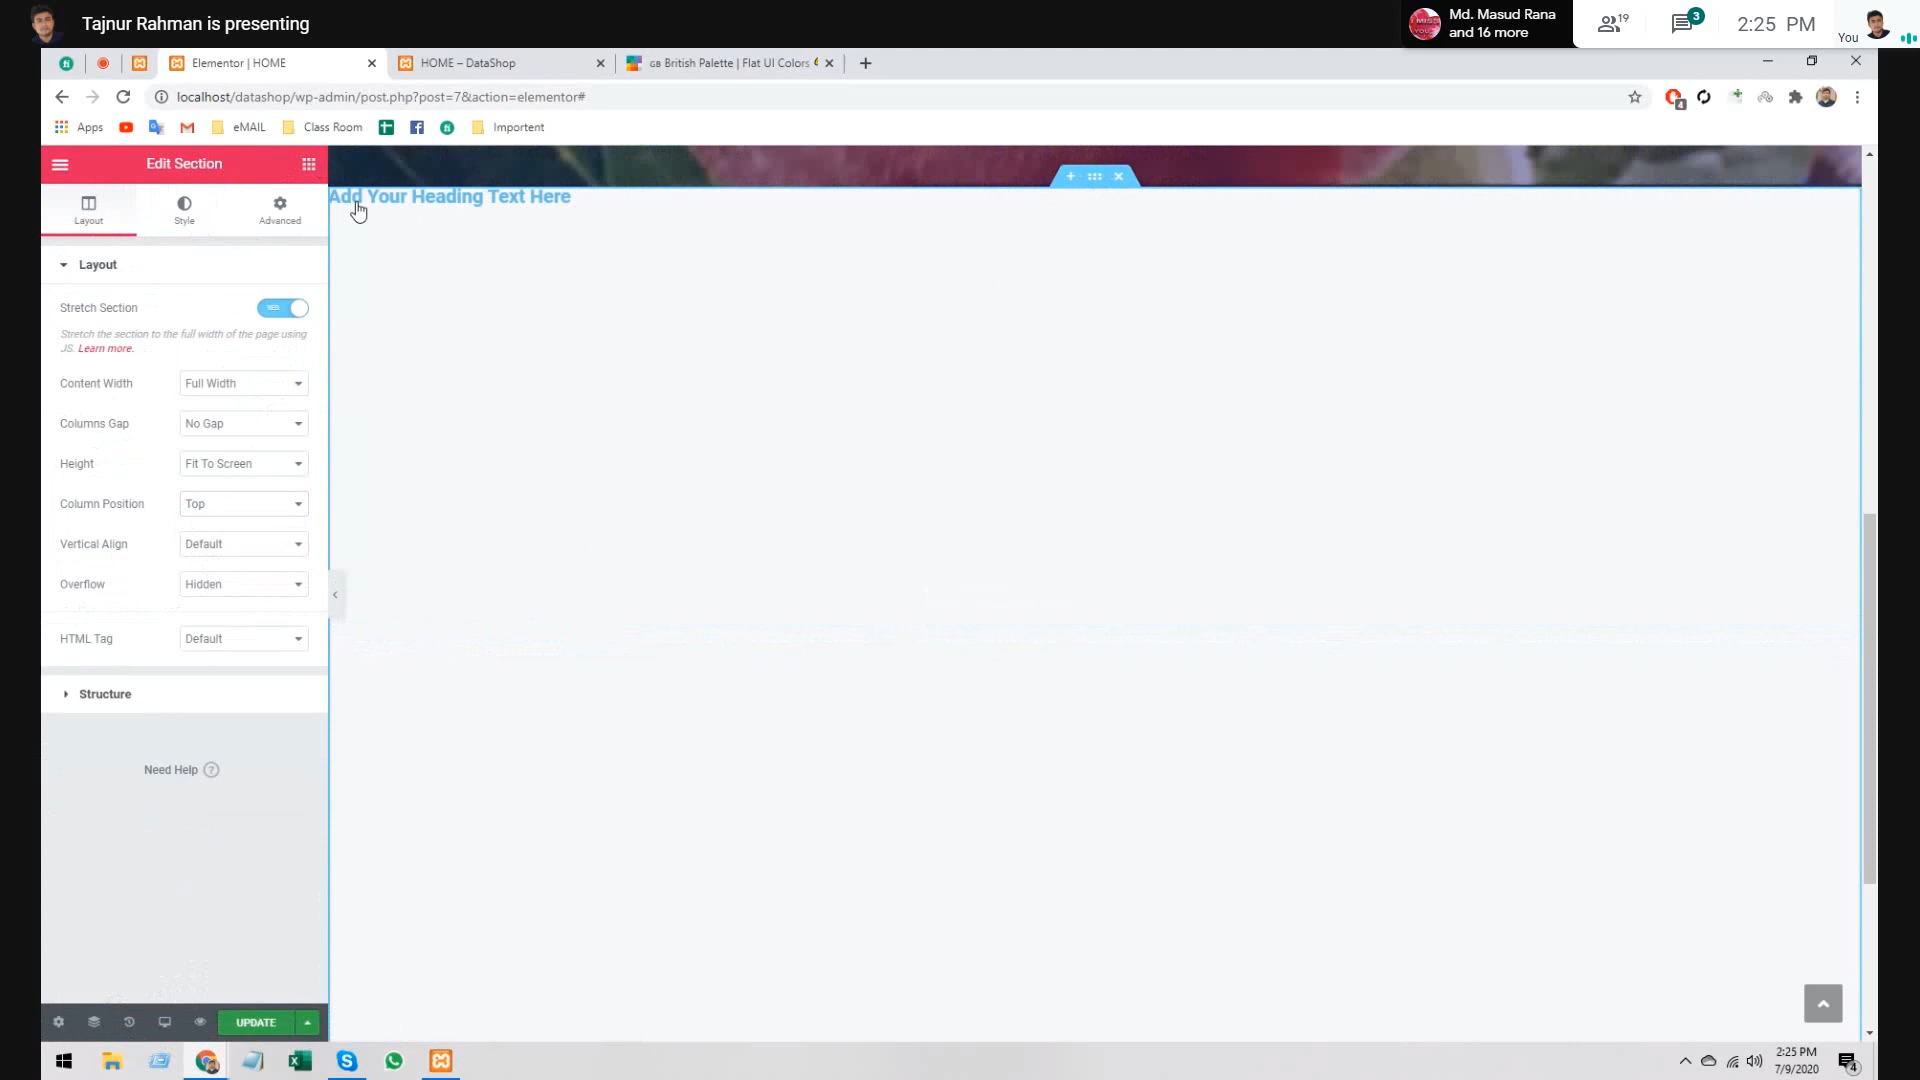 Tajnur Rahman is presenting
Md. Masud Rana
and 16 more
19
3
2:25 PM
You
Elementor | HOME
HOME – DataShop
GB British Palette | Flat UI Colors
localhost/datashop/wp-admin/post.php?post=7&action=elementor#
4
Apps
eMAIL
Class Room
Importent
Edit Section
Layout
Style
Advanced
Add Your Heading Text Here
Layout
Stretch Section
YES
Stretch the section to the full width of the page using
JS. Learn more.
Content Width
Full Width
Columns Gap
No Gap
Height
Fit To Screen
Column Position
Top
Vertical Align
Default
Overflow
Hidden
HTML Tag
Default
Structure
Need Help ?
UPDATE
2:25 PM
7/9/2020
4